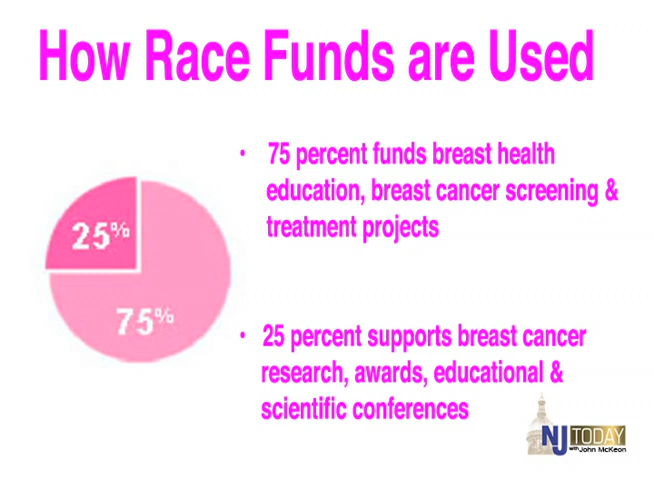 How Race Funds are Used
• 75 percent funds breast health
education, breast cancer screening &
treatment projects
25%
75%
• 25 percent supports breast cancer
research, awards, educational &
scientific conferences
NJ TODAY
with John McKeon